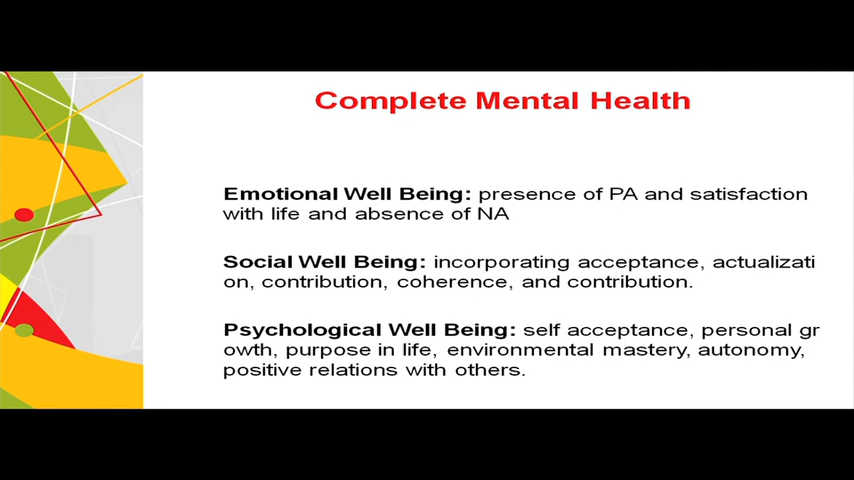 Complete Mental Health
Emotional Well Being: presence of PA and satisfaction
with life and absence of NA
Social Well Being: incorporating acceptance, actualizati
on, contribution, coherence, and contribution.
Psychological Well Being: self acceptance, personal gr
owth, purpose in life, environmental mastery, autonomy,
positive relations with others.